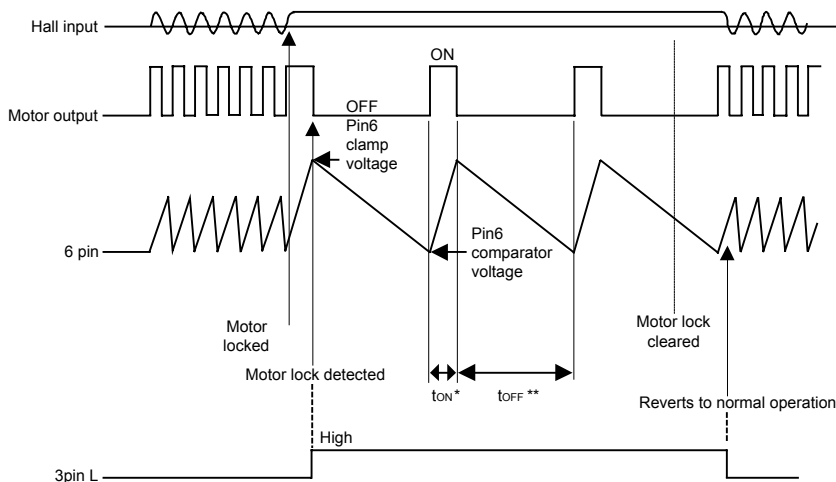 Hall input
ON
Motor output
OFF
Pin6
clamp
voltage
6 pin
Pin6
comparator
voltage
Motor
locked
Motor lock
cleared
Motor lock detected
tON *
tOFF **
Reverts to normal operation
High
3pin L